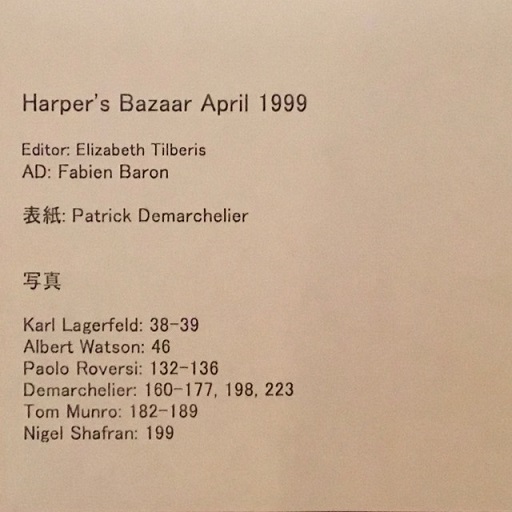 Harper's Bazaar April 1999
Editor: Elizabeth Tilberis
AD: Fabien Baron
表紙: Patrick Demarchelier
写真
Karl Lagerfeld: 38-39
Albert Watson: 46
Paolo Roversi: 132-136
Demarchelier: 160-177, 198, 223
Tom Munro: 182-189
Nigel Shafran: 199